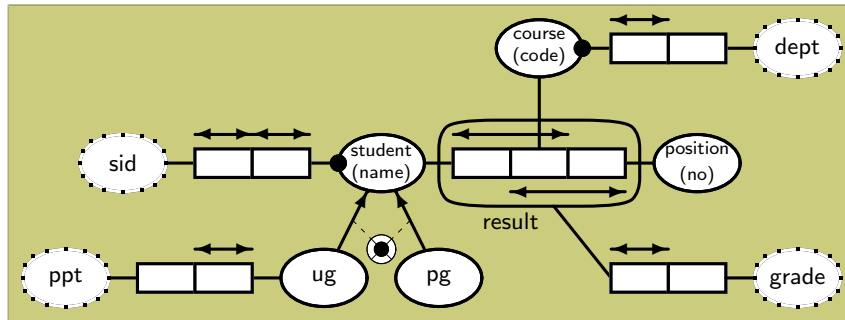 course
(code)
dept
sid
student
(name)
position
(no)
result
ppt
ug
pg
grade